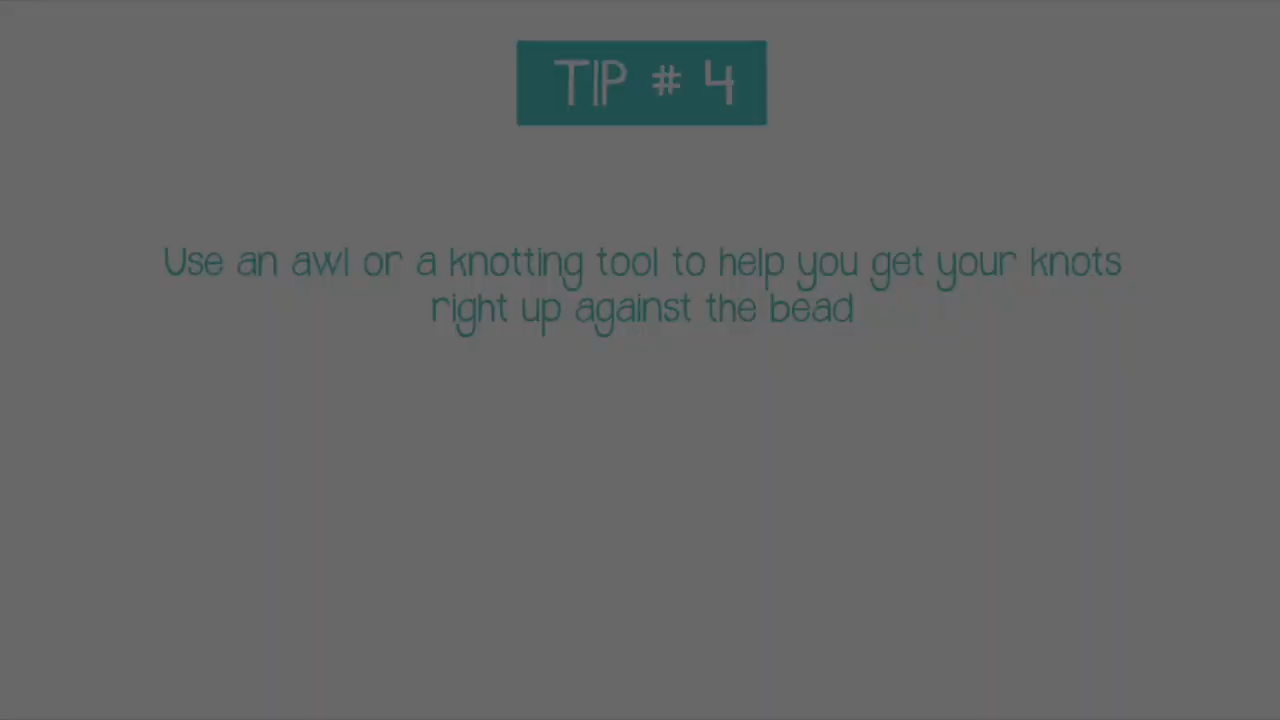 TIP # 4
Use an awl or a knotting tool to help you get your knots
right up against the bead